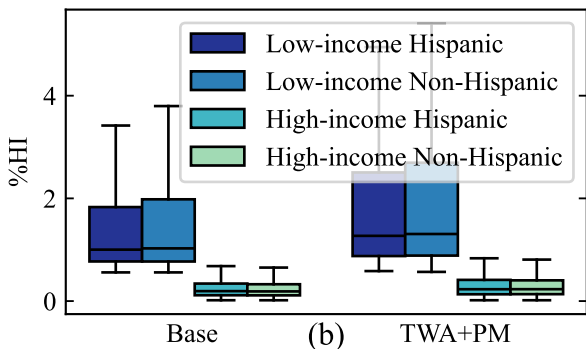 Low-income Hispanic
Low-income Non-Hispanic
High-income Hispanic
High-income Non-Hispanic
%HI
4
2
0
Base
(b)
TWA+PM